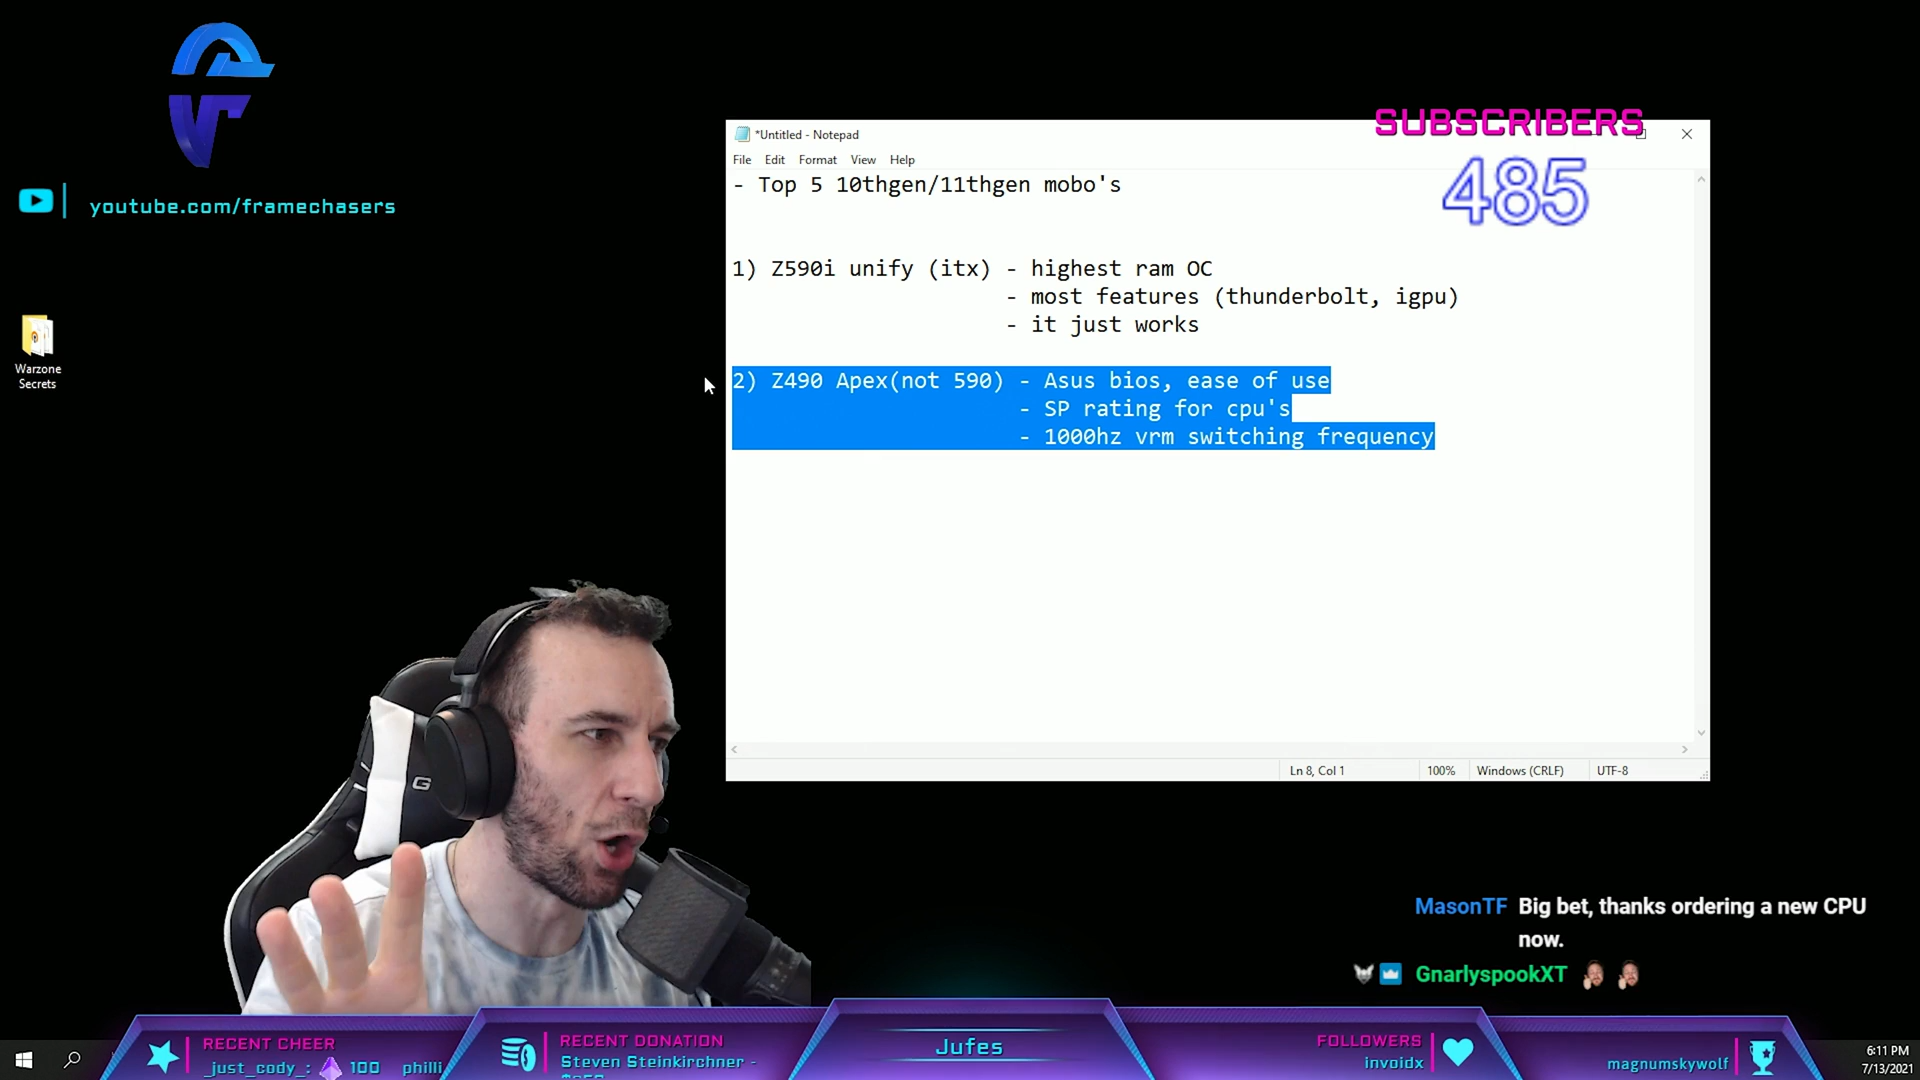 youtube.com/framechasers
Warzone
Secrets
*Untitled - Notepad
File Edit Format View Help
SUBSCRIBERS
485
- Top 5 10thgen/11thgen mobo's
1) Z590i unify (itx) - highest ram OC
- most features (thunderbolt, igpu)
- it just works
2) Z490 Apex(not 590) - Asus bios, ease of use
- SP rating for cpu's
- 1000hz vrm switching frequency
Ln 8, Col 1 100% Windows (CRLF) UTF-8
G
MasonTF Big bet, thanks ordering a new CPU
now.
GnarlyspookXT
RECENT CHEER
_just_cody_: 100 philli
RECENT DONATION
Steven Steinkirchner -
Jufes
FOLLOWERS
invoidx
magnumskywolf
6:11 PM
7/13/2021